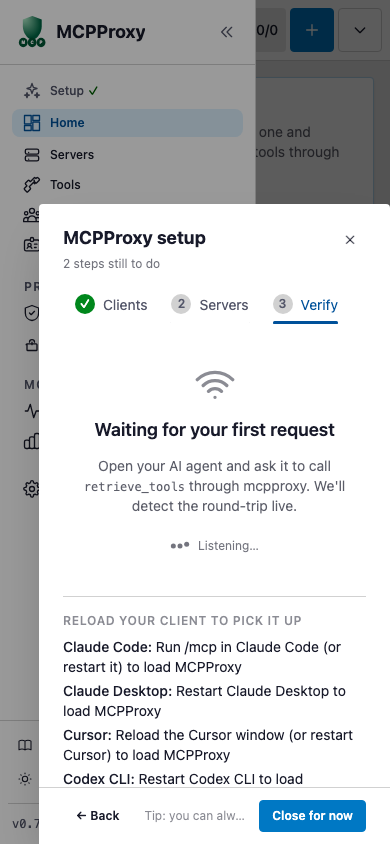 MCPProxy
0/0
Setup
Home
Servers
Tools
one and
tools through
MCPProxy setup
2 steps still to do
Clients
2 Servers
3 Verify
Waiting for your first request
Open your AI agent and ask it to call
retrieve_tools through mcpproxy. We'll
detect the round-trip live.
Listening...
RELOAD YOUR CLIENT TO PICK IT UP
Claude Code: Run /mcp in Claude Code (or
restart it) to load MCPProxy
Claude Desktop: Restart Claude Desktop to
load MCPProxy
Cursor: Reload the Cursor window (or restart
Cursor) to load MCPProxy
Codex CLI: Restart Codex CLI to load
← Back
Tip: you can alw...
Close for now
v0.7